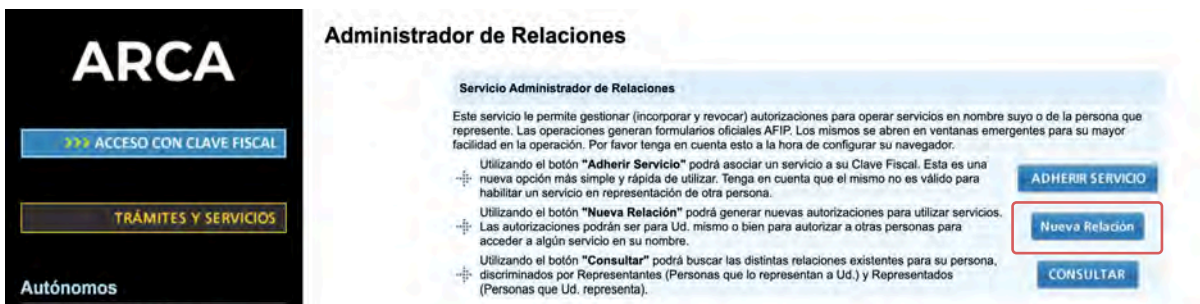 ARCA
>>> ACCESO CON CLAVE FISCAL
TRÁMITES Y SERVICIOS
Autónomos
Administrador de Relaciones
Servicio Administrador de Relaciones
Este servicio le permite gestionar (incorporar y revocar) autorizaciones para operar servicios en nombre suyo o de la persona que
represente. Las operaciones generan formularios oficiales AFIP. Los mismos se abren en ventanas emergentes para su mayor
facilidad en la operación. Por favor tenga en cuenta esto a la hora de configurar su navegador.
Utilizando el botón "Adherir Servicio" podrá asociar un servicio a su Clave Fiscal. Esta es una
nueva opción más simple y rápida de utilizar. Tenga en cuenta que el mismo no es válido para
habilitar un servicio en representación de otra persona.
ADHERIR SERVICIO
Utilizando el botón "Nueva Relación" podrá generar nuevas autorizaciones para utilizar servicios.
Las autorizaciones podrán ser para Ud. mismo o bien para autorizar a otras personas para
acceder a algún servicio en su nombre.
Nueva Relación
Utilizando el botón "Consultar" podrá buscar las distintas relaciones existentes para su persona,
discriminados por Representantes (Personas que lo representan a Ud.) y Representados
(Personas que Ud. representa).
CONSULTAR